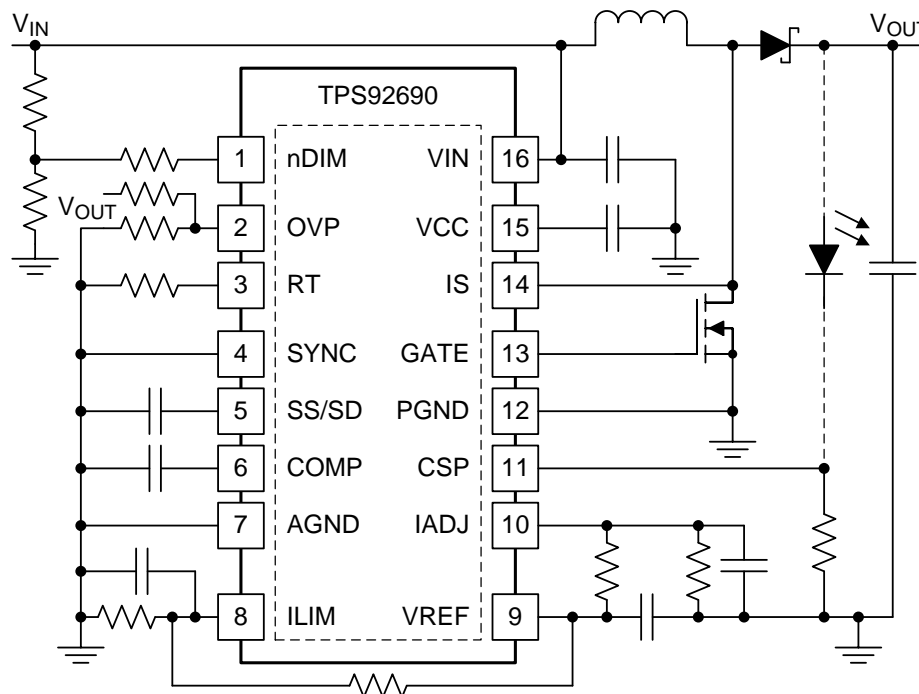 VIN
VOUT
TPS92690
1 nDIM VIN 16
VOUT
2 OVP VCC 15
3 RT IS 14
4 SYNC GATE 13
5 SS/SD PGND 12
6 COMP CSP 11
7 AGND IADJ 10
8 ILIM VREF 9